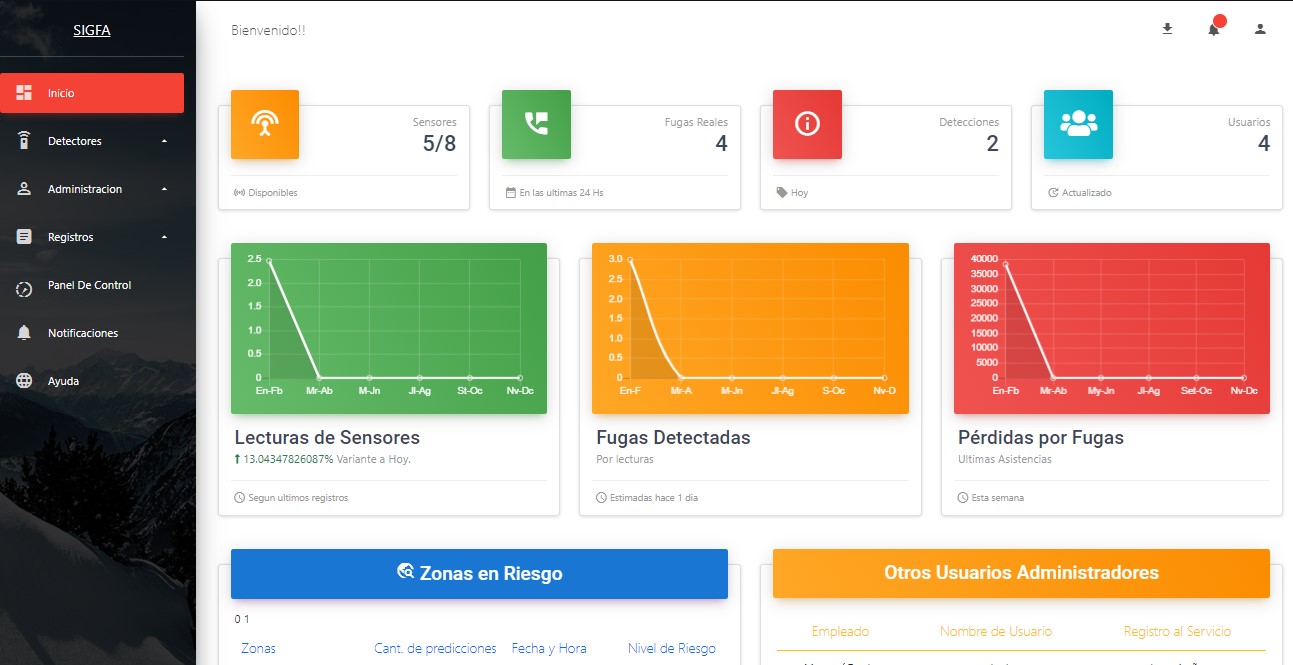 SIGFA
Bienvenido!!
Inicio
Detectores
Administracion
Registros
Panel De Control
Notificaciones
Ayuda
Sensores
5/8
Disponibles
Fugas Reales
4
En las ultimas 24 Hs
Detecciones
2
Hoy
Usuarios
4
Actualizado
2.5
2.0
1.5
1.0
0.5
0
En-Fb Mr-Ab M-Jn Jl-Ag St-Oc Nv-Dc
Lecturas de Sensores
13.04347826087% Variante a Hoy.
Segun ultimos registros
3.0
2.5
2.0
1.5
1.0
0.5
0
En-F Mr-A M-Jn Jl-Ag S-Oc Nv-D
Fugas Detectadas
Por lecturas
Estimadas hace 1 dia
40000
35000
30000
25000
20000
15000
10000
5000
0
En-Fb Mr-Ab My-Jn Jl-Ag Set-Oc Nv-Dc
Pérdidas por Fugas
Ultimas Asistencias
Esta semana
Zonas en Riesgo
0 1
Zonas Cant. de predicciones Fecha y Hora Nivel de Riesgo
Otros Usuarios Administradores
Empleado Nombre de Usuario Registro al Servicio